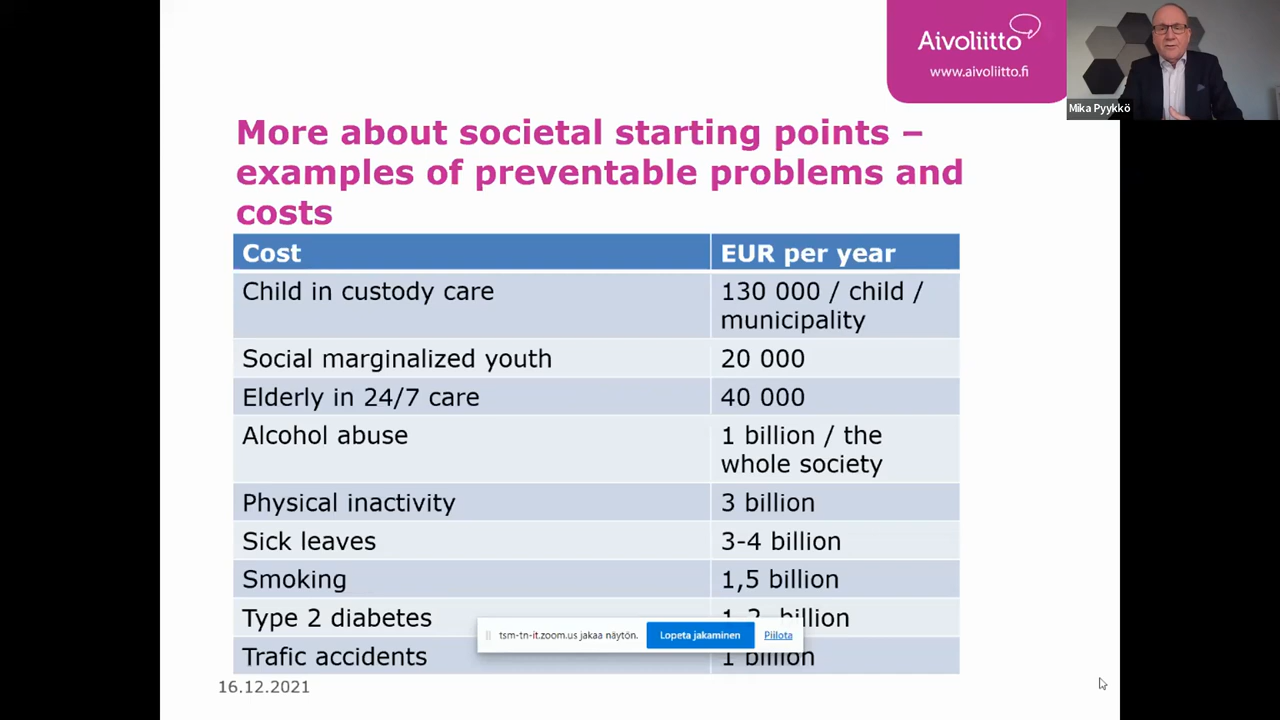 Aivoliitto
www.aivoliitto.fi
Mika Pyykkö
More about societal starting points –
examples of preventable problems and
costs
Cost EUR per year
Child in custody care 130 000 / child /
municipality
Social marginalized youth 20 000
Elderly in 24/7 care 40 000
Alcohol abuse 1 billion / the
whole society
Physical inactivity 3 billion
Sick leaves 3-4 billion
Smoking 1,5 billion
Type 2 diabetes billion
tsm-tn-it.zoom.us jakaa näytön. Lopeta jakaminen Piilota
Trafic accidents 1 billion
16.12.2021